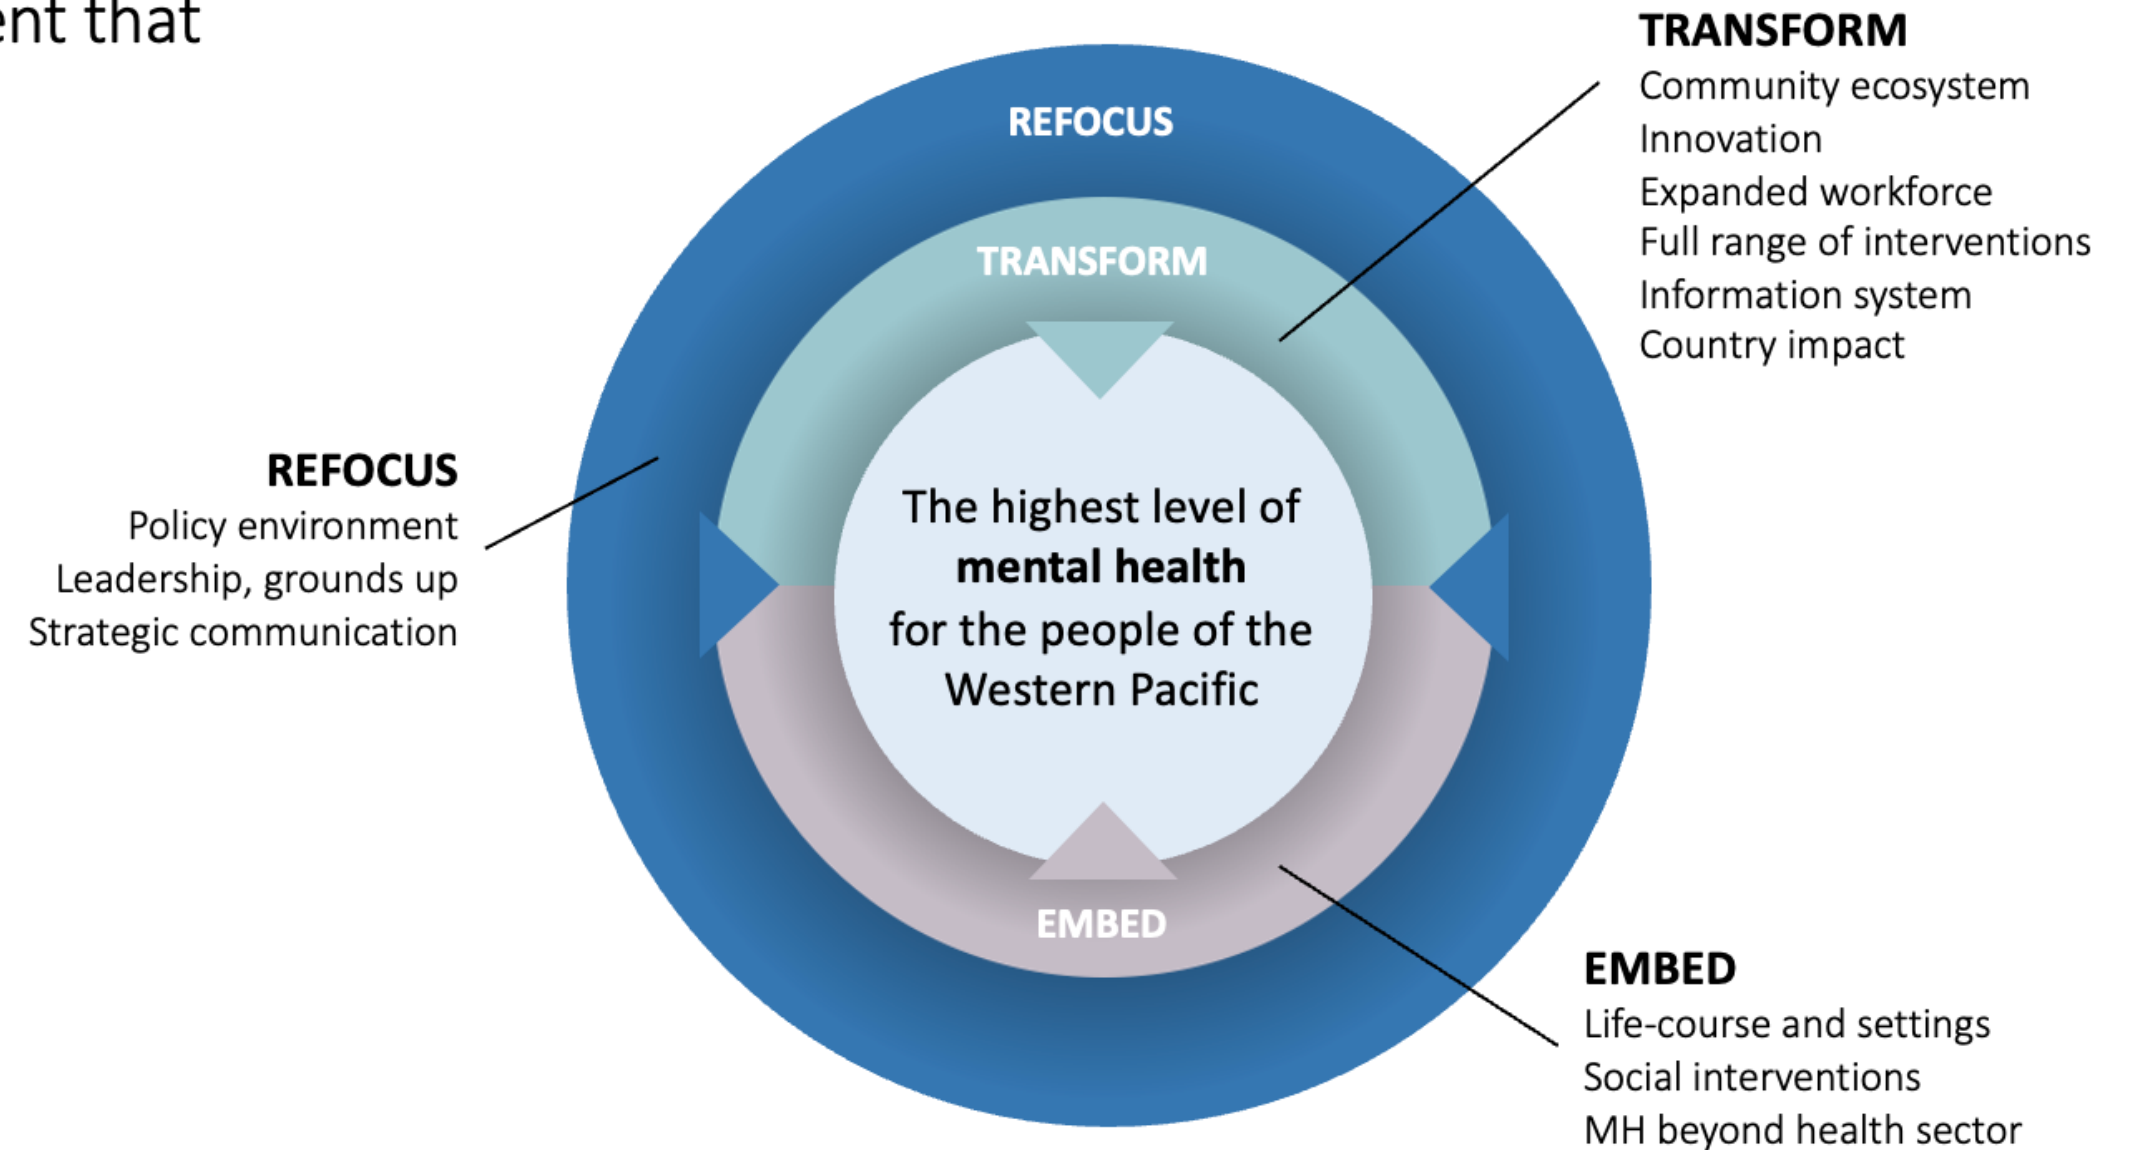 that
REFOCUS
TRANSFORM
The highest level of
mental health
for the people of the
Western Pacific
EMBED
TRANSFORM
Community ecosystem
Innovation
Expanded workforce
Full range of interventions
Information system
Country impact
REFOCUS
Policy environment
Leadership, grounds up
Strategic communication
EMBED
Life-course and settings
Social interventions
MH beyond health sector